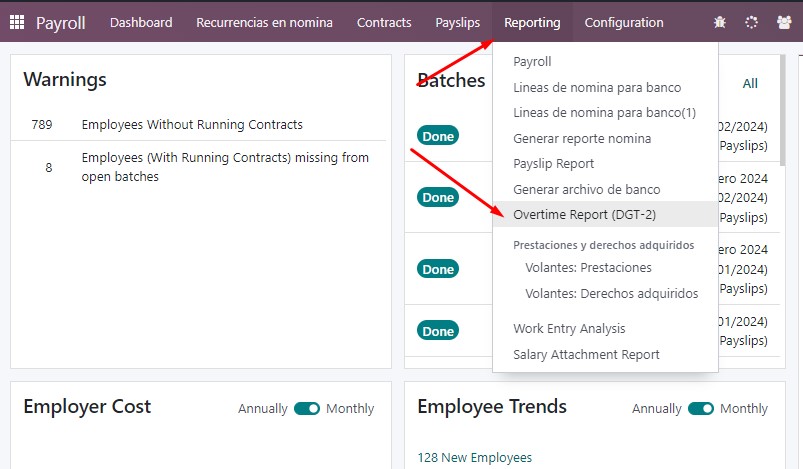 Payroll Dashboard Recurrencias en nomina Contracts Payslips Reporting Configuration
Warnings
789 Employees Without Running Contracts
8 Employees (With Running Contracts) missing from
open batches
Batches
All
Done
02/2024)
Payslips)
Done
ero 2024
02/2024)
Payslips)
Done
ero 2024
01/2024)
Payslips)
Done
01/2024)
Payslips)
Payroll
Lineas de nomina para banco
Lineas de nomina para banco(1)
Generar reporte nomina
Payslip Report
Generar archivo de banco
Overtime Report (DGT-2)
Prestaciones y derechos adquiridos
Volantes: Prestaciones
Volantes: Derechos adquiridos
Work Entry Analysis
Salary Attachment Report
Employer Cost
Annually Monthly
Employee Trends
Annually Monthly
128 New Employees